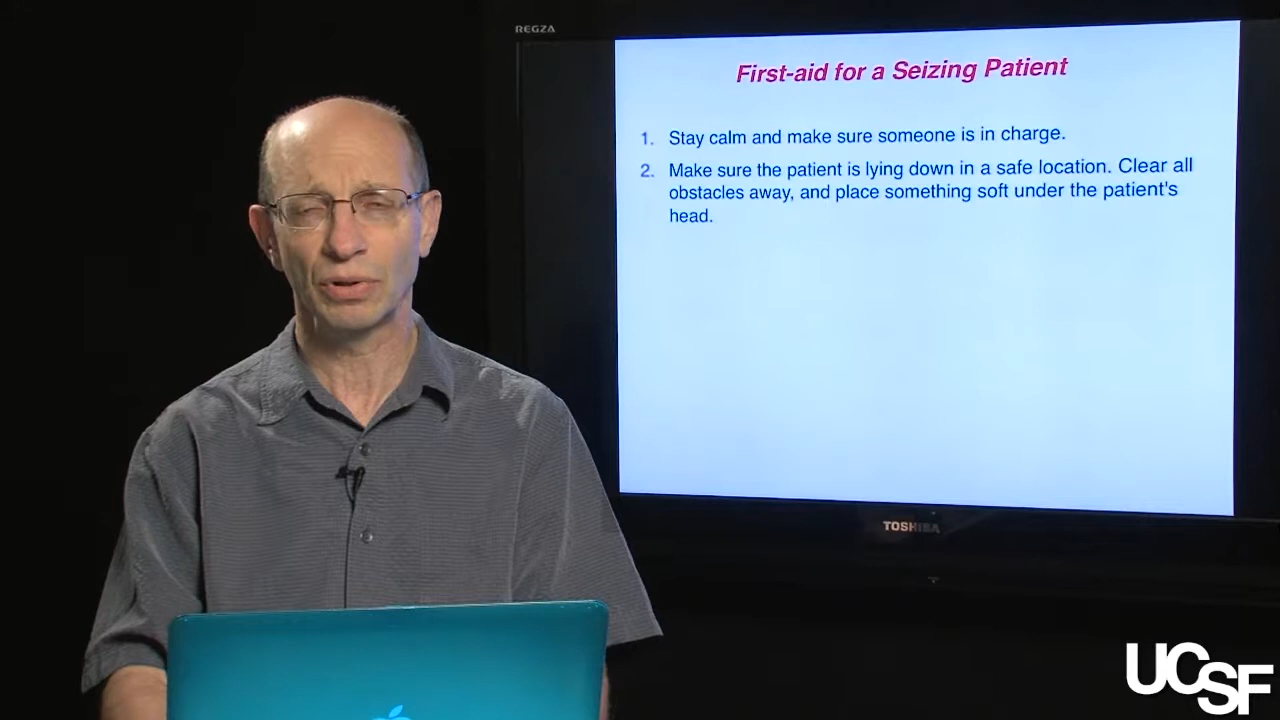 REGZA
First-aid for a Seizing Patient
1. Stay calm and make sure someone is in charge.
2. Make sure the patient is lying down in a safe location. Clear all
obstacles away, and place something soft under the patient's
head.
TOSHIBA
UCSF